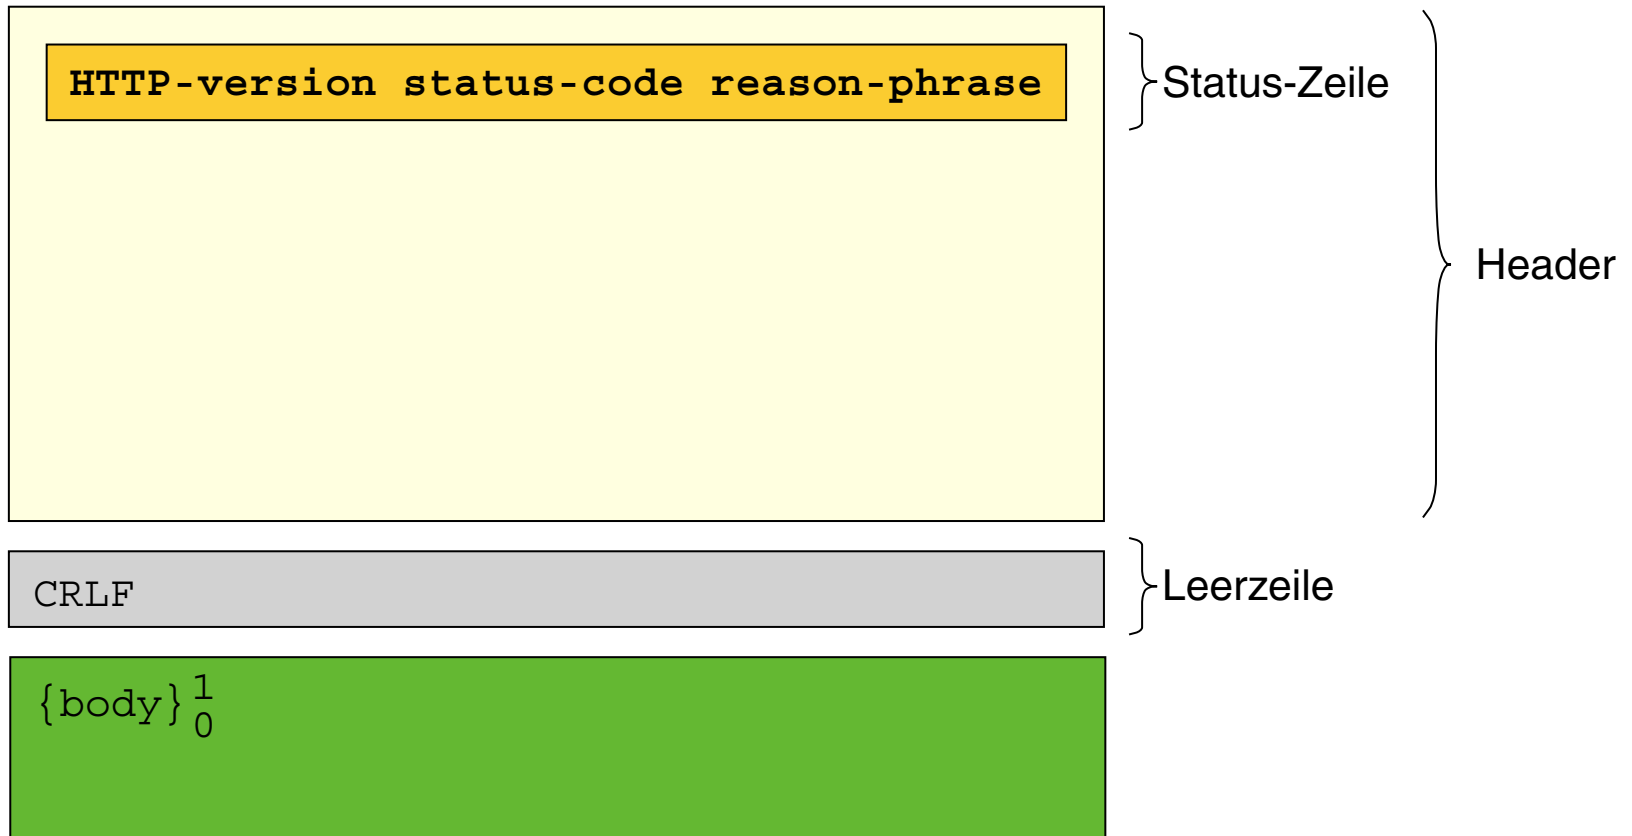 HTTP-version status-code reason-phrase
Status-Zeile
Header
CRLF
Leerzeile
{body}1
0